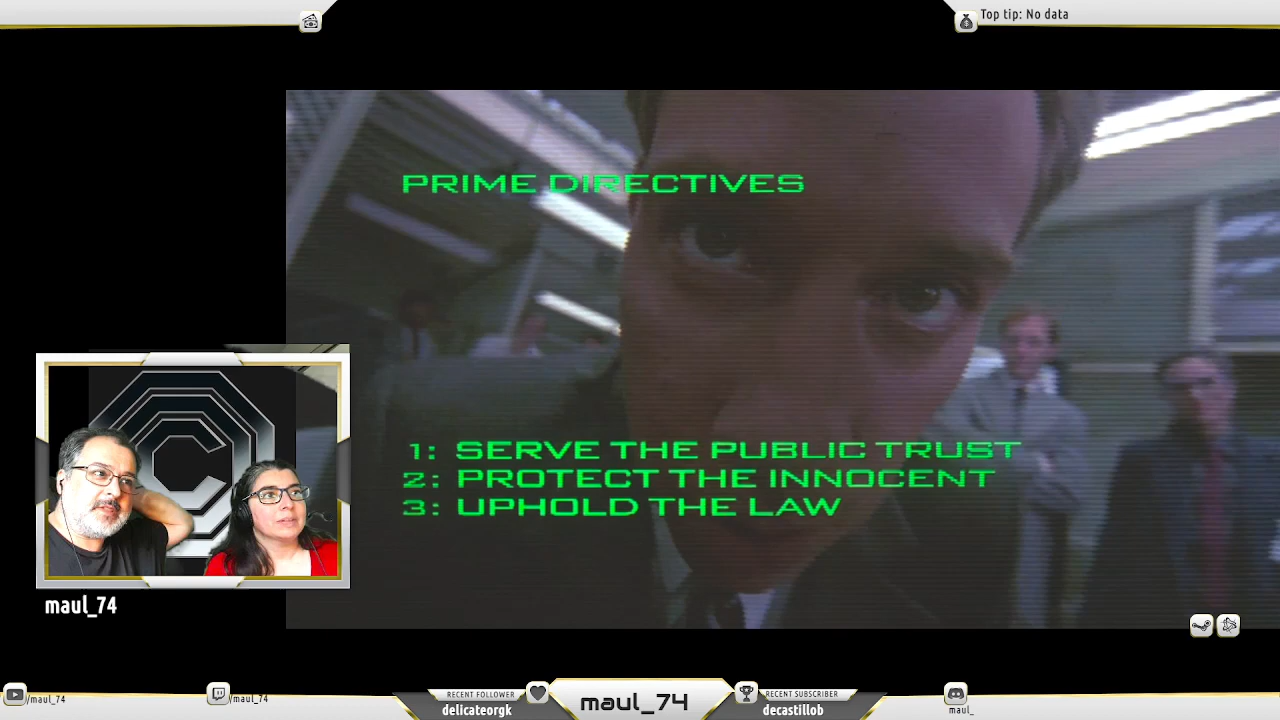 Top tip: No data
PRIME DIRECTIVES
1: SERVE THE PUBLIC TRUST
2: PROTECT THE INNOCENT
3: UPHOLD THE LAW
maul_74
/maul_74
/maul_74
RECENT FOLLOWER
delicateorgk
maul_74
RECENT SUBSCRIBER
decastillob
maul_